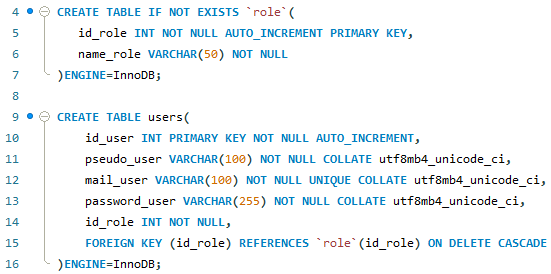 4 CREATE TABLE IF NOT EXISTS `role`(
5 id_role INT NOT NULL AUTO_INCREMENT PRIMARY KEY,
6 name_role VARCHAR(50) NOT NULL
7 )ENGINE=InnoDB;
8
9 CREATE TABLE users(
10 id_user INT PRIMARY KEY NOT NULL AUTO_INCREMENT,
11 pseudo_user VARCHAR(100) NOT NULL COLLATE utf8mb4_unicode_ci,
12 mail_user VARCHAR(100) NOT NULL UNIQUE COLLATE utf8mb4_unicode_ci,
13 password_user VARCHAR(255) NOT NULL COLLATE utf8mb4_unicode_ci,
14 id_role INT NOT NULL,
15 FOREIGN KEY (id_role) REFERENCES `role`(id_role) ON DELETE CASCADE
16 )ENGINE=InnoDB;